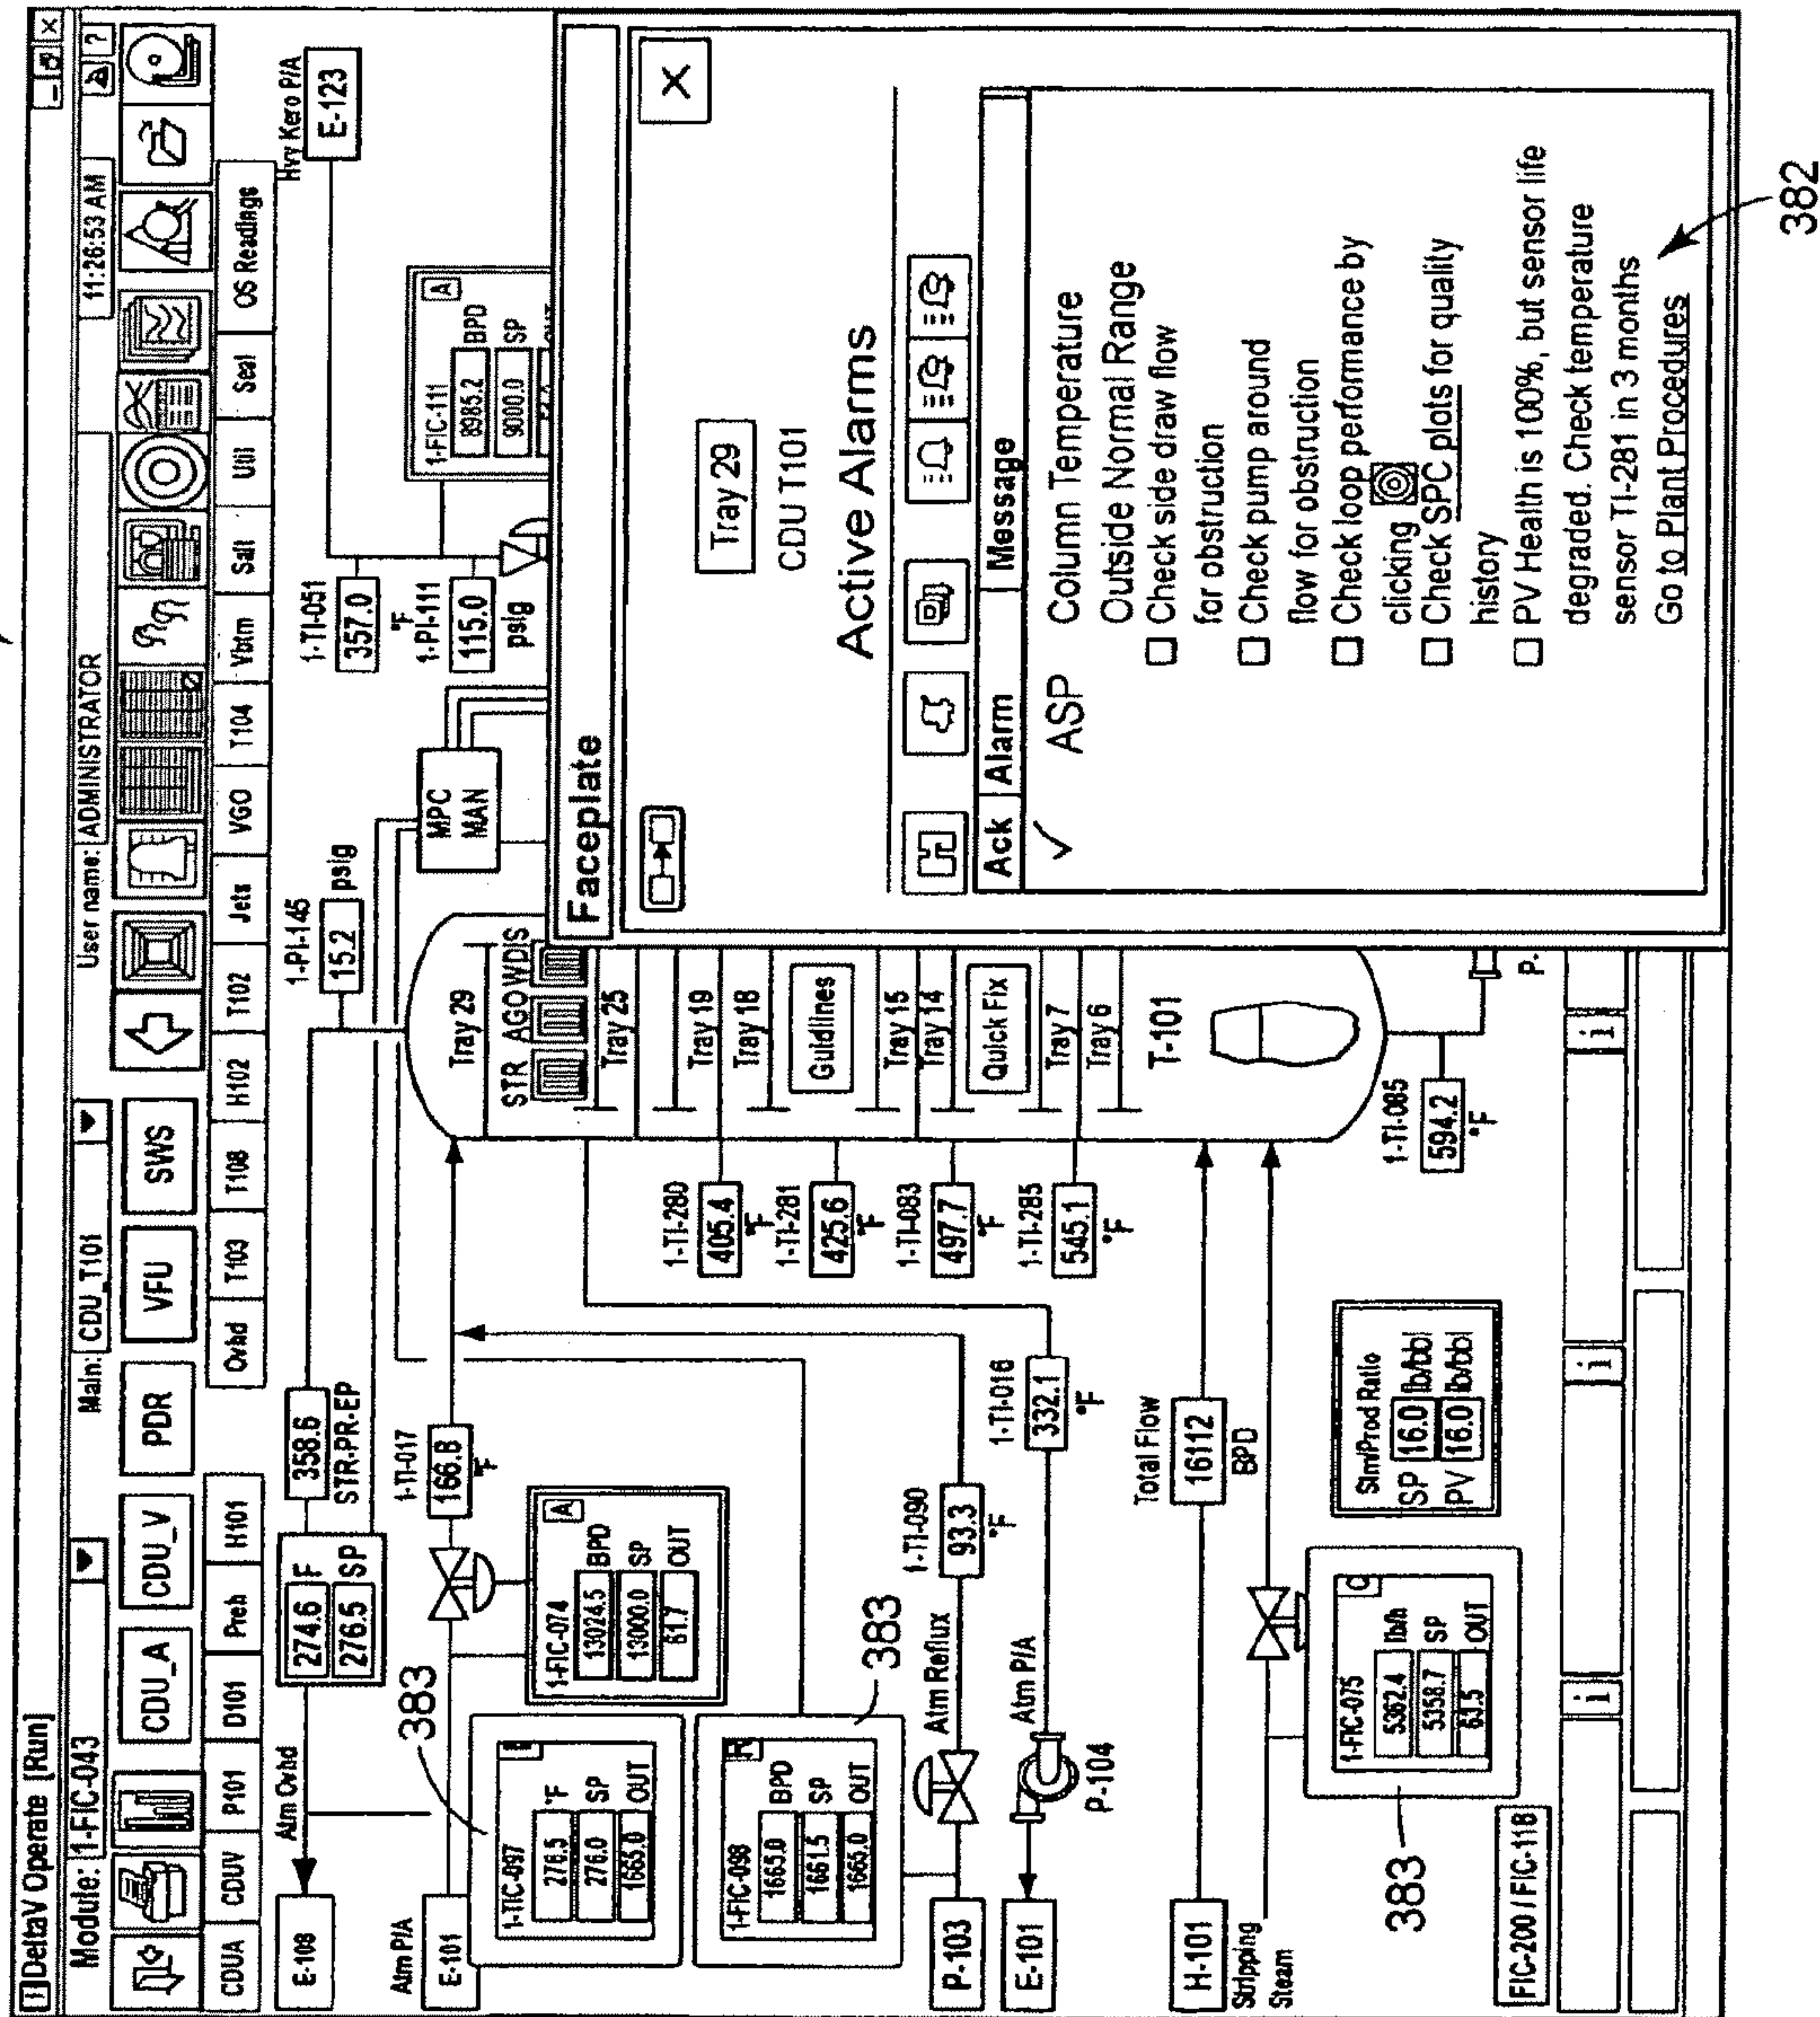 DeltaV Operate [Run]
Module: 1-FIC-043
Main: CDU_T101
User name: ADMINISTRATOR
11:26:53 AM
?
CDU_A
CDU_V
PDR
VFU
SWS
CDUA
CDUV
P101
D101
Preh
H101
Ovhd
T103
T108
H102
T102
Jets
VGO
T104
Vbtm
Salt
Util
Seal
OS Readings
E-108
Atm Ovhd
274.6 F
276.5 SP
358.6
STR-PR-EP
1-PI-145
15.2 psig
MPC
MAN
1-TI-051
357.0
°F
1-PI-111
115.0
psig
Hvy Kero P/A
E-123
1-FIC-111
A
8985.2 BPD
9000.0 SP
Atm P/A
E-101
383
1-TI-017
166.8
°F
1-FIC-074
A
13024.5 BPD
13000.0 SP
61.7 OUT
1-TIC-097
276.5 °F
276.0 SP
1665.0 OUT
1-FIC-098
R
1665.0 BPD
1661.5 SP
1665.0 OUT
383
P-103
Atm Reflux
1-TI-090
93.3
°F
E-101
Atm P/A
P-104
1-TI-016
332.1
°F
Tray 29
STR AGO WDIS
Tray 25
Tray 19
Tray 18
Guidlines
Tray 15
Tray 14
Quick Fix
Tray 7
Tray 6
T-101
1-TI-280
405.4
°F
1-TI-281
425.6
°F
1-TI-083
497.7
°F
1-TI-285
545.1
°F
1-TI-085
594.2
°F
P-
H-101
Total Flow
16112
BPD
Stripping
Steam
1-FIC-075
C
5362.4 lb/h
5358.7 SP
63.5 OUT
383
Stm/Prod Ratio
SP 16.0 lb/bbl
PV 16.0 lb/bbl
FIC-200 / FIC-118
i
i
i
Faceplate
X
Tray 29
CDU T101
Active Alarms
Ack Alarm Message
✓ ASP Column Temperature
Outside Normal Range
☐ Check side draw flow
for obstruction
☐ Check pump around
flow for obstruction
☐ Check loop performance by
clicking
☐ Check SPC plots for quality
history
☐ PV Health is 100%, but sensor life
degraded. Check temperature
sensor T1-281 in 3 months
Go to Plant Procedures
382